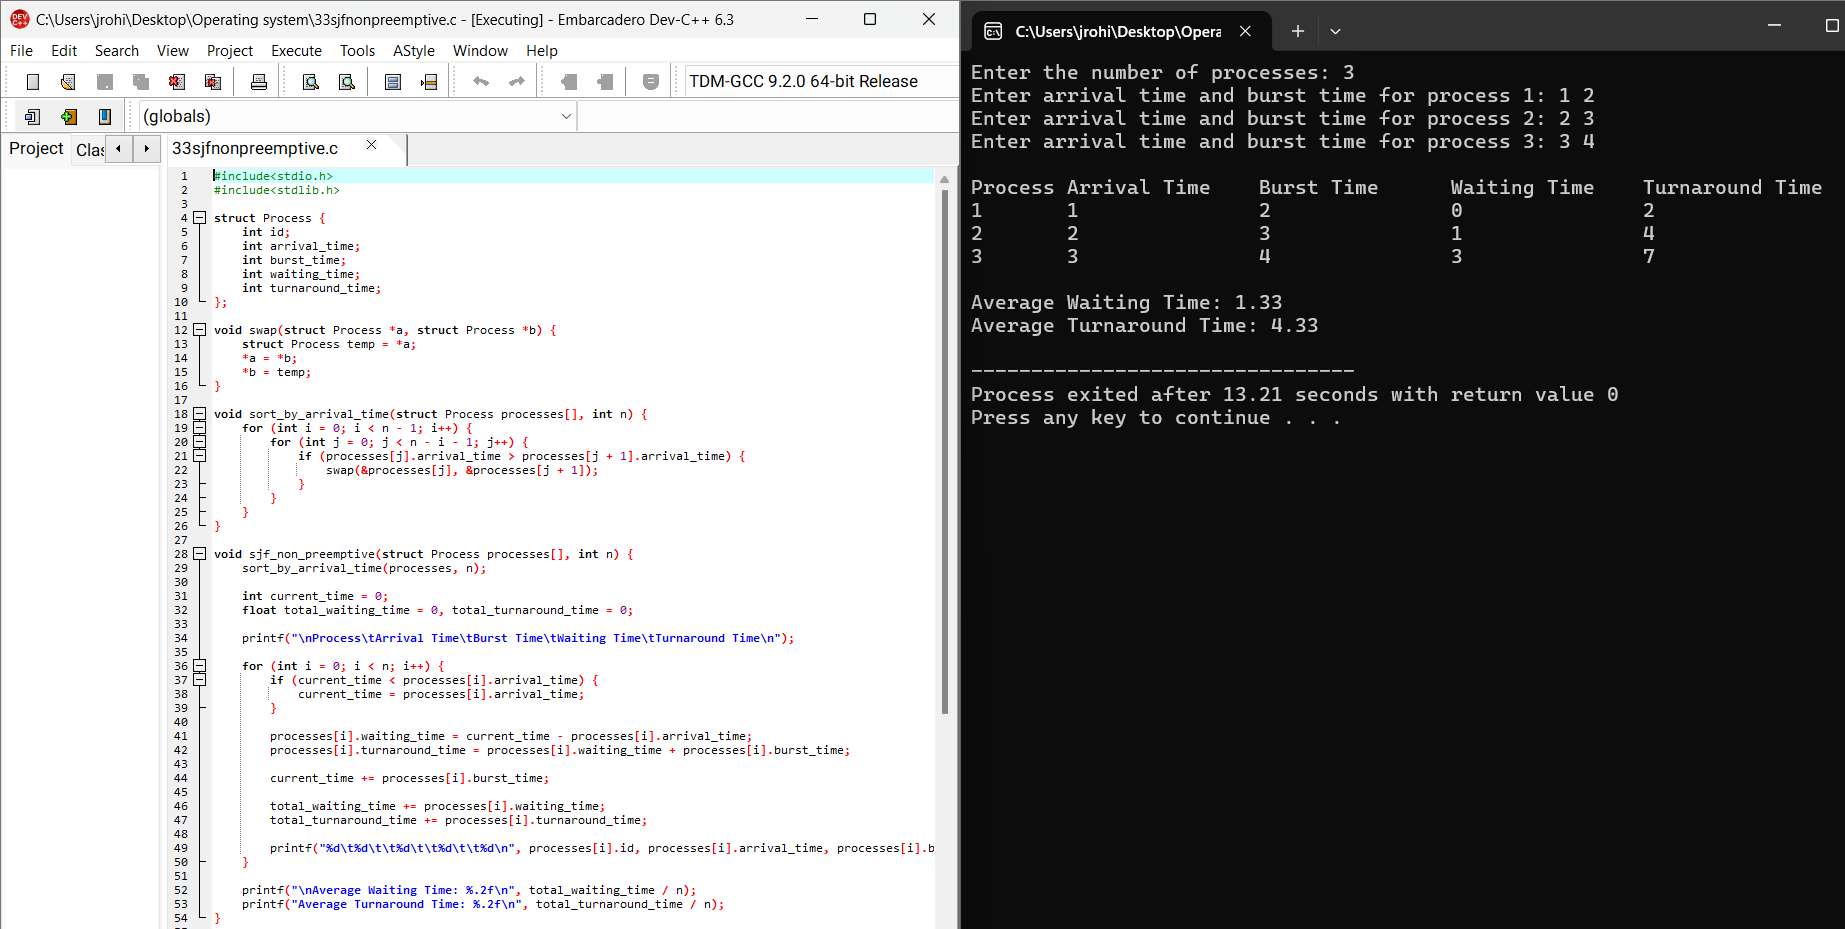 C:\Users\jrohi\Desktop\Operating system\33sjfnonpreemptive.c - [Executing] - Embarcadero Dev-C++ 6.3
File Edit Search View Project Execute Tools AStyle Window Help
TDM-GCC 9.2.0 64-bit Release
(globals)
Project Clas
33sjfnonpreemptive.c
1 #include<stdio.h>
2 #include<stdlib.h>
3
4 struct Process {
5     int id;
6     int arrival_time;
7     int burst_time;
8     int waiting_time;
9     int turnaround_time;
10 };
11
12 void swap(struct Process *a, struct Process *b) {
13     struct Process temp = *a;
14     *a = *b;
15     *b = temp;
16 }
17
18 void sort_by_arrival_time(struct Process processes[], int n) {
19     for (int i = 0; i < n - 1; i++) {
20         for (int j = 0; j < n - i - 1; j++) {
21             if (processes[j].arrival_time > processes[j + 1].arrival_time) {
22                 swap(&processes[j], &processes[j + 1]);
23             }
24         }
25     }
26 }
27
28 void sjf_non_preemptive(struct Process processes[], int n) {
29     sort_by_arrival_time(processes, n);
30
31     int current_time = 0;
32     float total_waiting_time = 0, total_turnaround_time = 0;
33
34     printf("\nProcess\tArrival Time\tBurst Time\tWaiting Time\tTurnaround Time\n");
35
36     for (int i = 0; i < n; i++) {
37         if (current_time < processes[i].arrival_time) {
38             current_time = processes[i].arrival_time;
39         }
40
41         processes[i].waiting_time = current_time - processes[i].arrival_time;
42         processes[i].turnaround_time = processes[i].waiting_time + processes[i].burst_time;
43
44         current_time += processes[i].burst_time;
45
46         total_waiting_time += processes[i].waiting_time;
47         total_turnaround_time += processes[i].turnaround_time;
48
49         printf("%d\t%d\t\t%d\t\t%d\t\t%d\n", processes[i].id, processes[i].arrival_time, processes[i].b
50     }
51
52     printf("\nAverage Waiting Time: %.2f\n", total_waiting_time / n);
53     printf("Average Turnaround Time: %.2f\n", total_turnaround_time / n);
54 }
C:\Users\jrohi\Desktop\Opera
Enter the number of processes: 3
Enter arrival time and burst time for process 1: 1 2
Enter arrival time and burst time for process 2: 2 3
Enter arrival time and burst time for process 3: 3 4
Process Arrival Time    Burst Time      Waiting Time    Turnaround Time
1       1               2               0               2
2       2               3               1               4
3       3               4               3               7
Average Waiting Time: 1.33
Average Turnaround Time: 4.33
--------------------------------
Process exited after 13.21 seconds with return value 0
Press any key to continue . . .